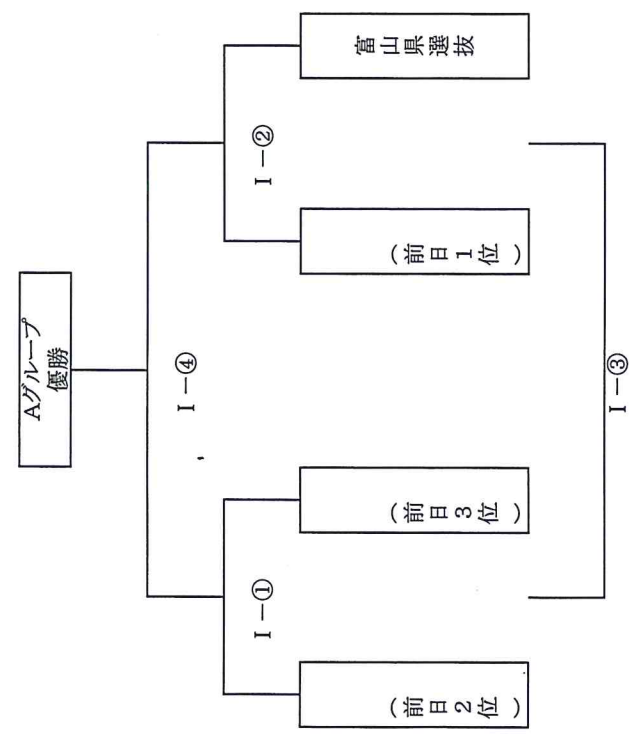 Aグループ
優勝
Ⅰ－④
Ⅰ－①
Ⅰ－②
（前日２位）
（前日３位）
（前日１位）
富山県選抜
Ⅰ－③